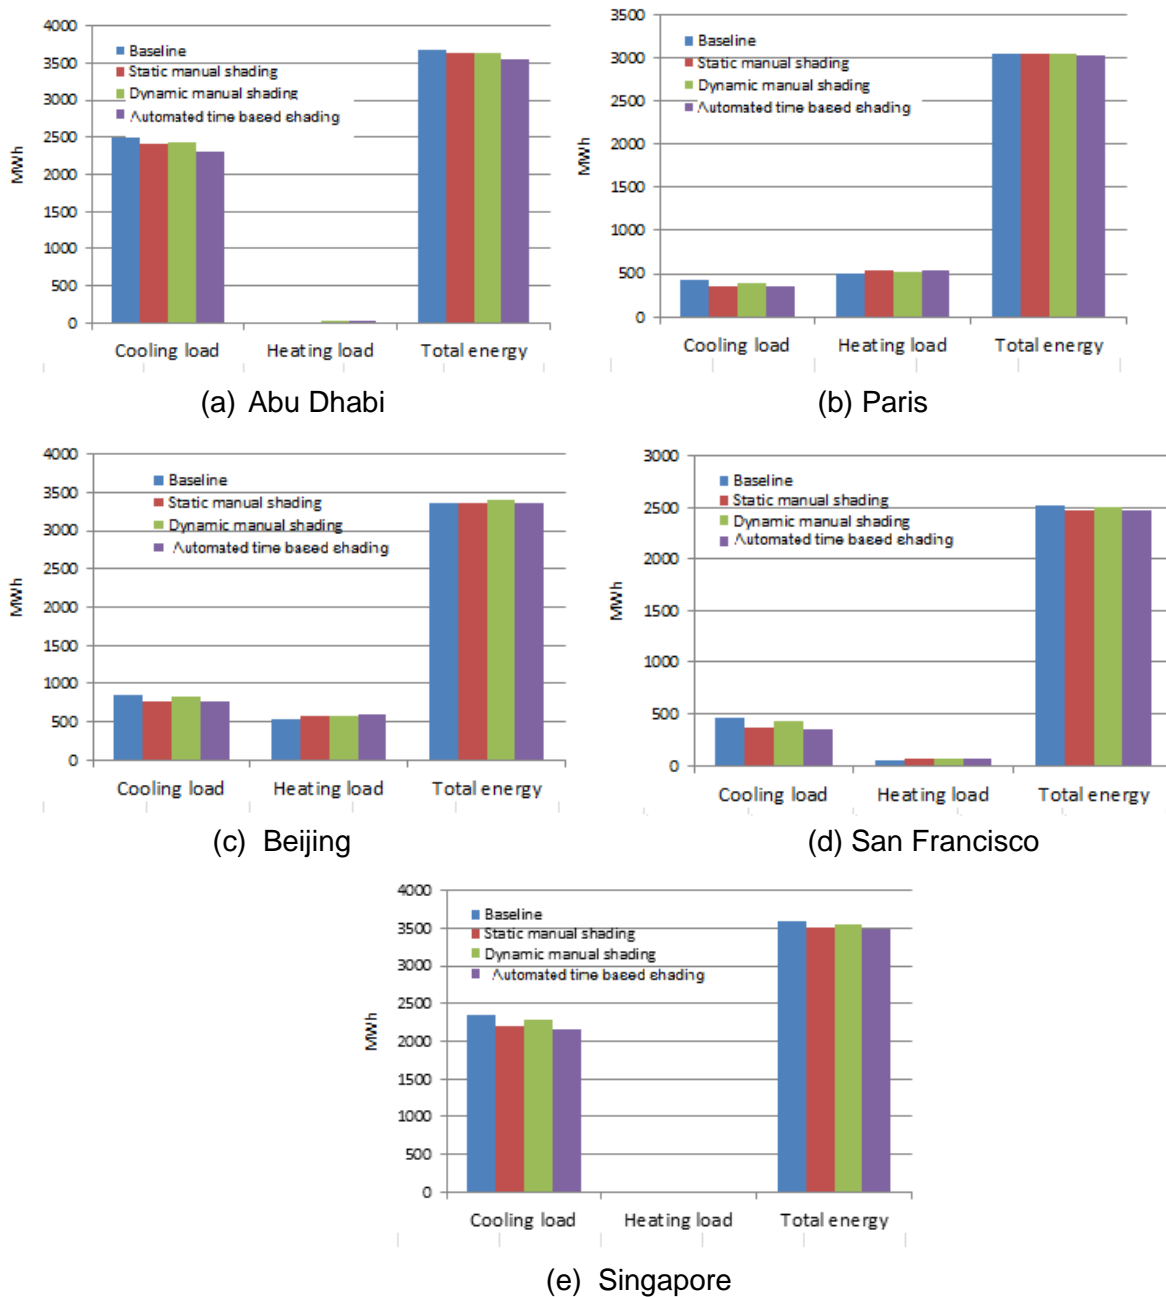 4000
3500
3000
2500
2000
1500
1000
500
0
MWh
Baseline
Static manual shading
Dynamic manual shading
Automated time based shading
Cooling load Heating load Total energy
(a) Abu Dhabi
3500
3000
2500
2000
1500
1000
500
0
MWh
Baseline
Static manual shading
Dynamic manual shading
Automated time based shading
Cooling load Heating load Total energy
(b) Paris
4000
3500
3000
2500
2000
1500
1000
500
0
MWh
Baseline
Static manual shading
Dynamic manual shading
Automated time based shading
Cooling load Heating load Total energy
(c) Beijing
3000
2500
2000
1500
1000
500
0
MWh
Baseline
Static manual shading
Dynamic manual shading
Automated time based shading
Cooling load Heating load Total energy
(d) San Francisco
4000
3500
3000
2500
2000
1500
1000
500
0
MWh
Baseline
Static manual shading
Dynamic manual shading
Automated time based shading
Cooling load Heating load Total energy
(e) Singapore